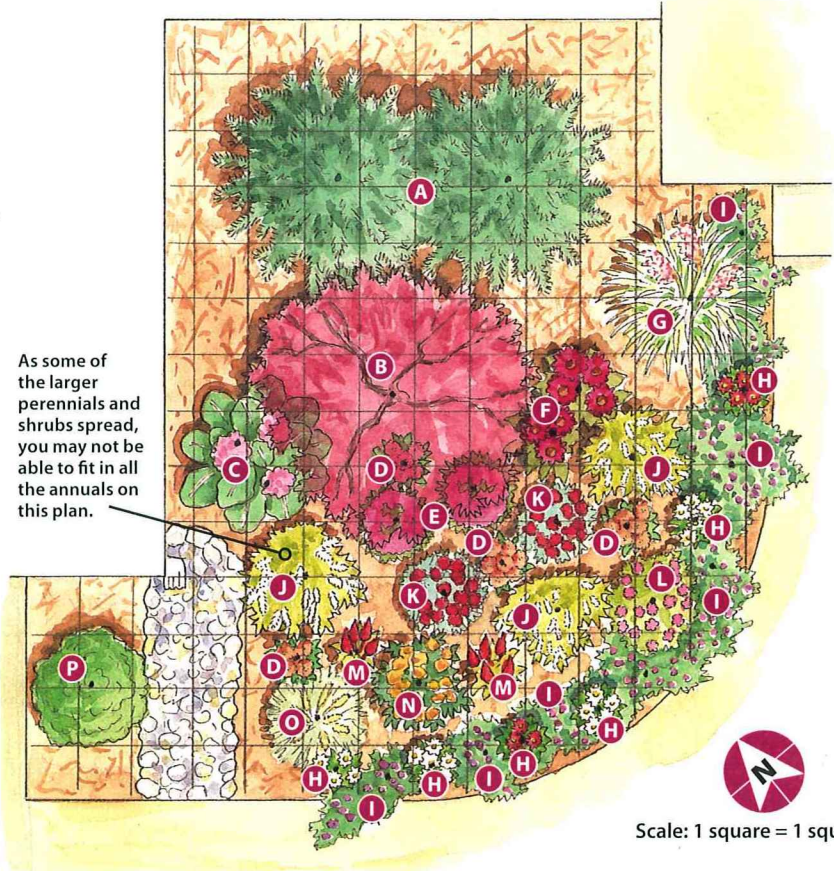 A
I
G
B
H
As some of
the larger
perennials and
shrubs spread,
you may not be
able to fit in all
the annuals on
this plan.
F
C
D
J
I
K
E
D
D
H
J
K
J
L
I
P
D
M
M
N
I
O
H
H
H
H
I
I
N
Scale: 1 square = 1 squ